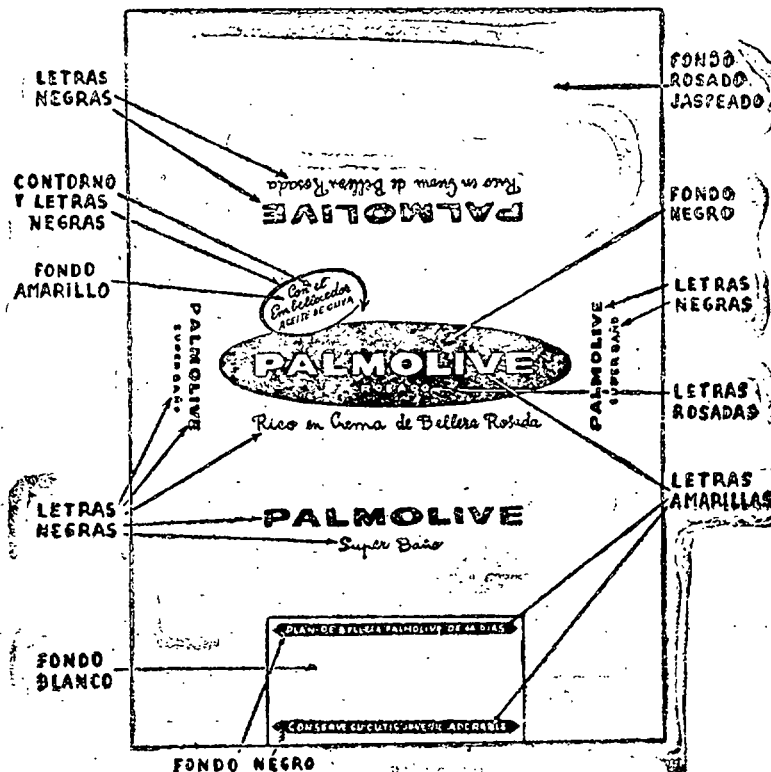 LETRAS
NEGRAS
FONDO
ROSADO
JASPEADO
Rico en Crema de Belleza Rosada
PALMOLIVE
CONTORNO
Y LETRAS
NEGRAS
FONDO
NEGRO
FONDO
AMARILLO
Con el
Embellecedor
ACEITE DE OLIVA
LETRAS
NEGRAS
PALMOLIVE
SUPER BAÑO
PALMOLIVE
PALMOLIVE
SUPER BAÑO
LETRAS
ROSADAS
Rico en Crema de Belleza Rosada
LETRAS
AMARILLAS
LETRAS
NEGRAS
PALMOLIVE
Super Baño
PLAN DE BELLEZA PALMOLIVE DE 14 DIAS
FONDO
BLANCO
CONSERVE SU CUTIS JUVENIL ADORABLE
FONDO NEGRO